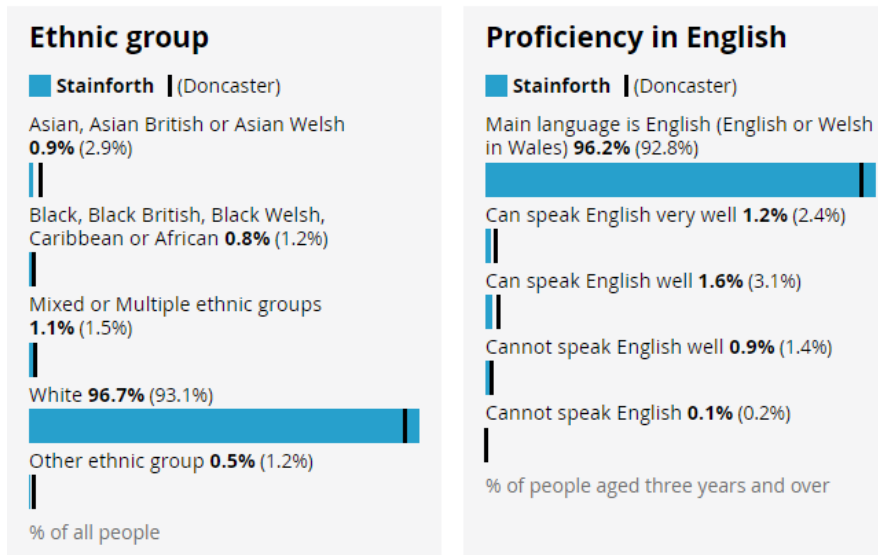 Ethnic group
Stainforth (Doncaster)
Asian, Asian British or Asian Welsh
0.9% (2.9%)
Black, Black British, Black Welsh,
Caribbean or African 0.8% (1.2%)
Mixed or Multiple ethnic groups
1.1% (1.5%)
White 96.7% (93.1%)
Other ethnic group 0.5% (1.2%)
% of all people
Proficiency in English
Stainforth (Doncaster)
Main language is English (English or Welsh
in Wales) 96.2% (92.8%)
Can speak English very well 1.2% (2.4%)
Can speak English well 1.6% (3.1%)
Cannot speak English well 0.9% (1.4%)
Cannot speak English 0.1% (0.2%)
% of people aged three years and over